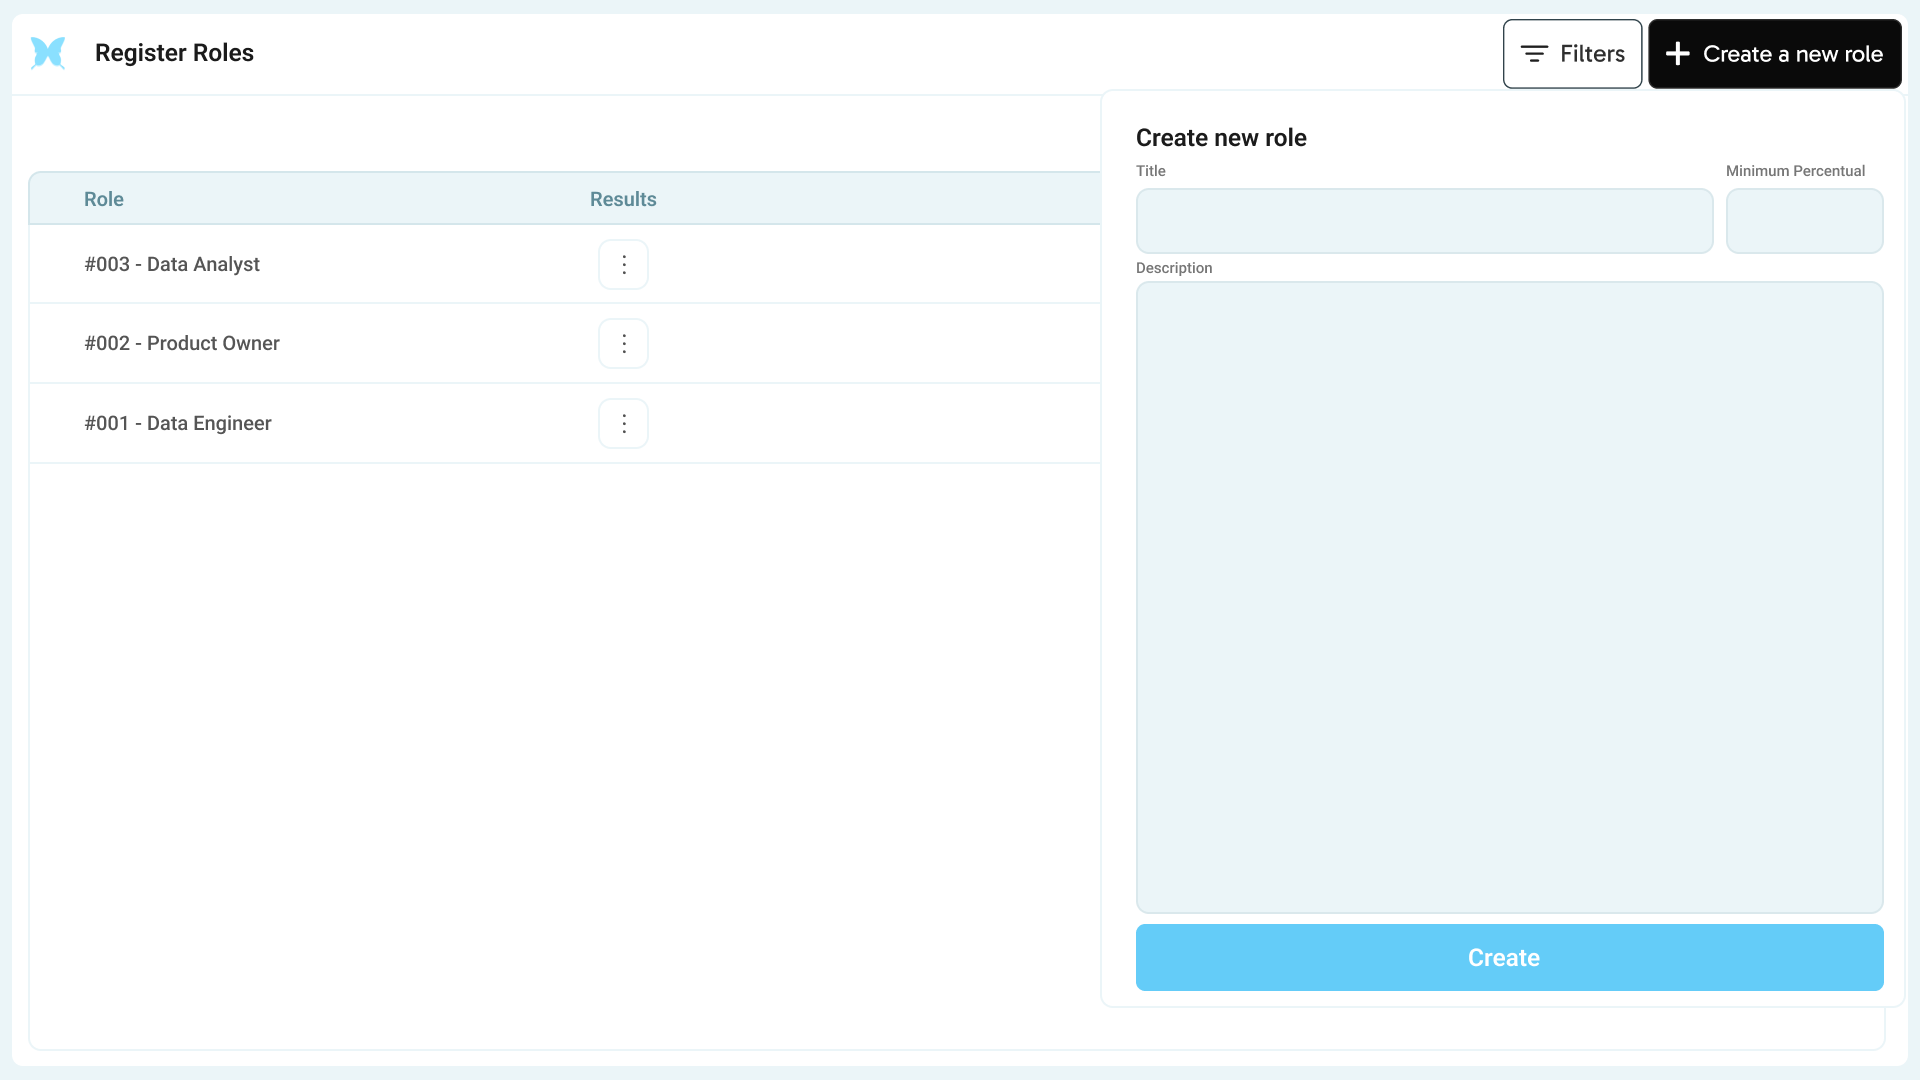 Register Roles
Filters
Create a new role
Create new role
Title
Minimum Percentual
Description
Create
Role
Results
#003 - Data Analyst
#002 - Product Owner
#001 - Data Engineer